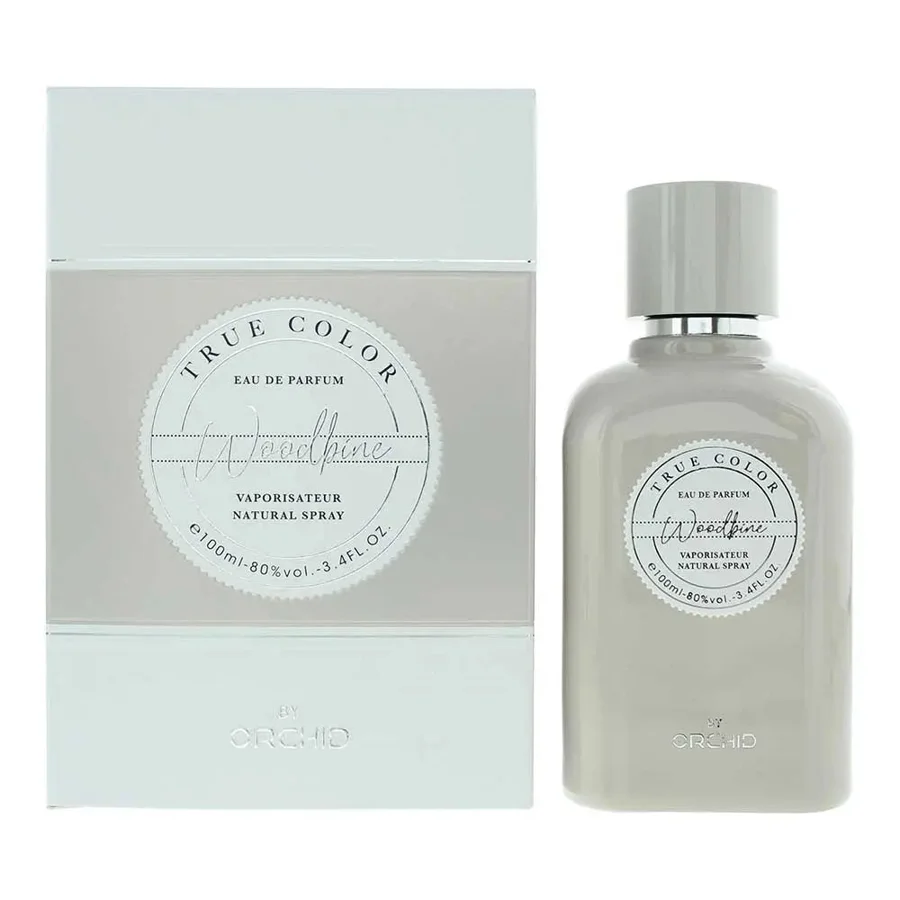 TRUE COLOR
EAU DE PARFUM
Woodbine
VAPORISATEUR
NATURAL SPRAY
e100ml-80%vol.-3.4FL.OZ.
BY
ORCHID
TRUE COLOR
EAU DE PARFUM
Woodbine
VAPORISATEUR
NATURAL SPRAY
e100ml-80%vol.-3.4FL.OZ.
BY
ORCHID